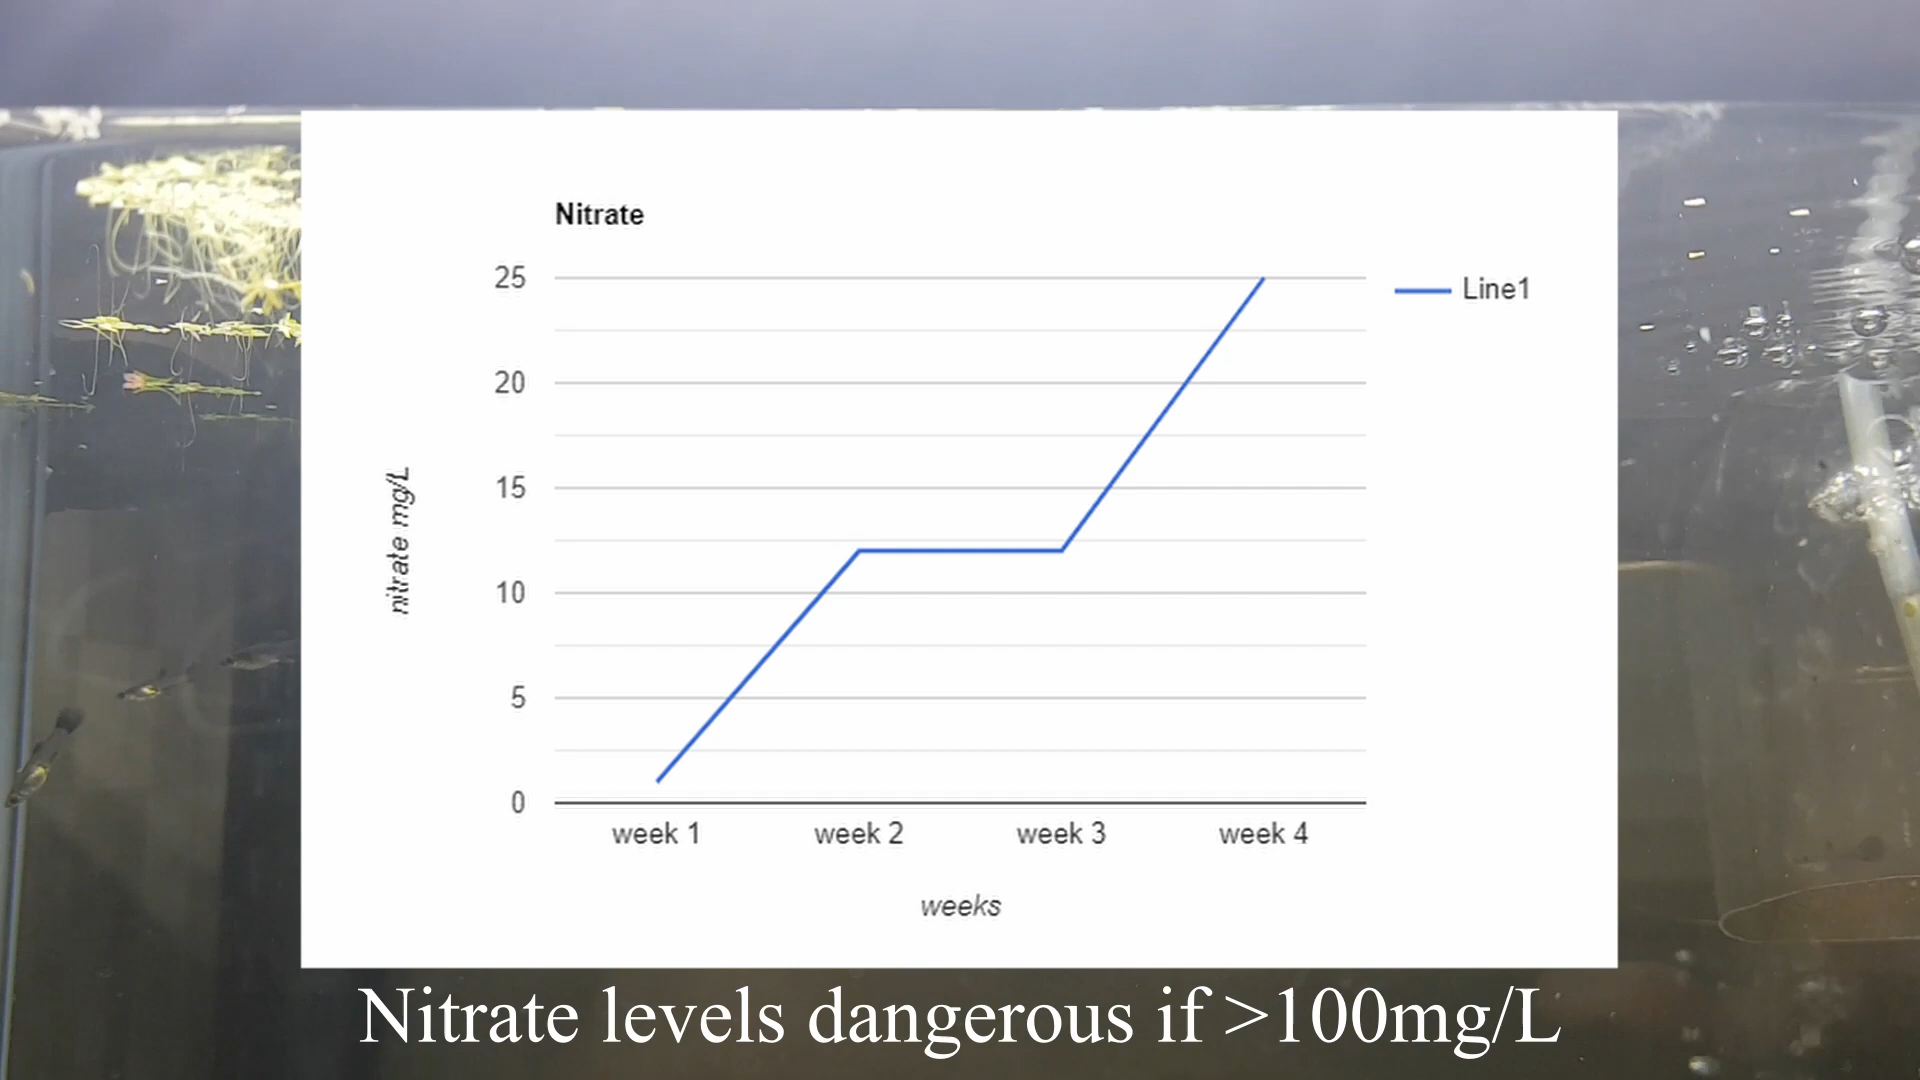 Nitrate
25
Line1
20
15
nitrate mg/L
10
5
0
week 1 week 2 week 3 week 4
weeks
Nitrate levels dangerous if >100mg/L